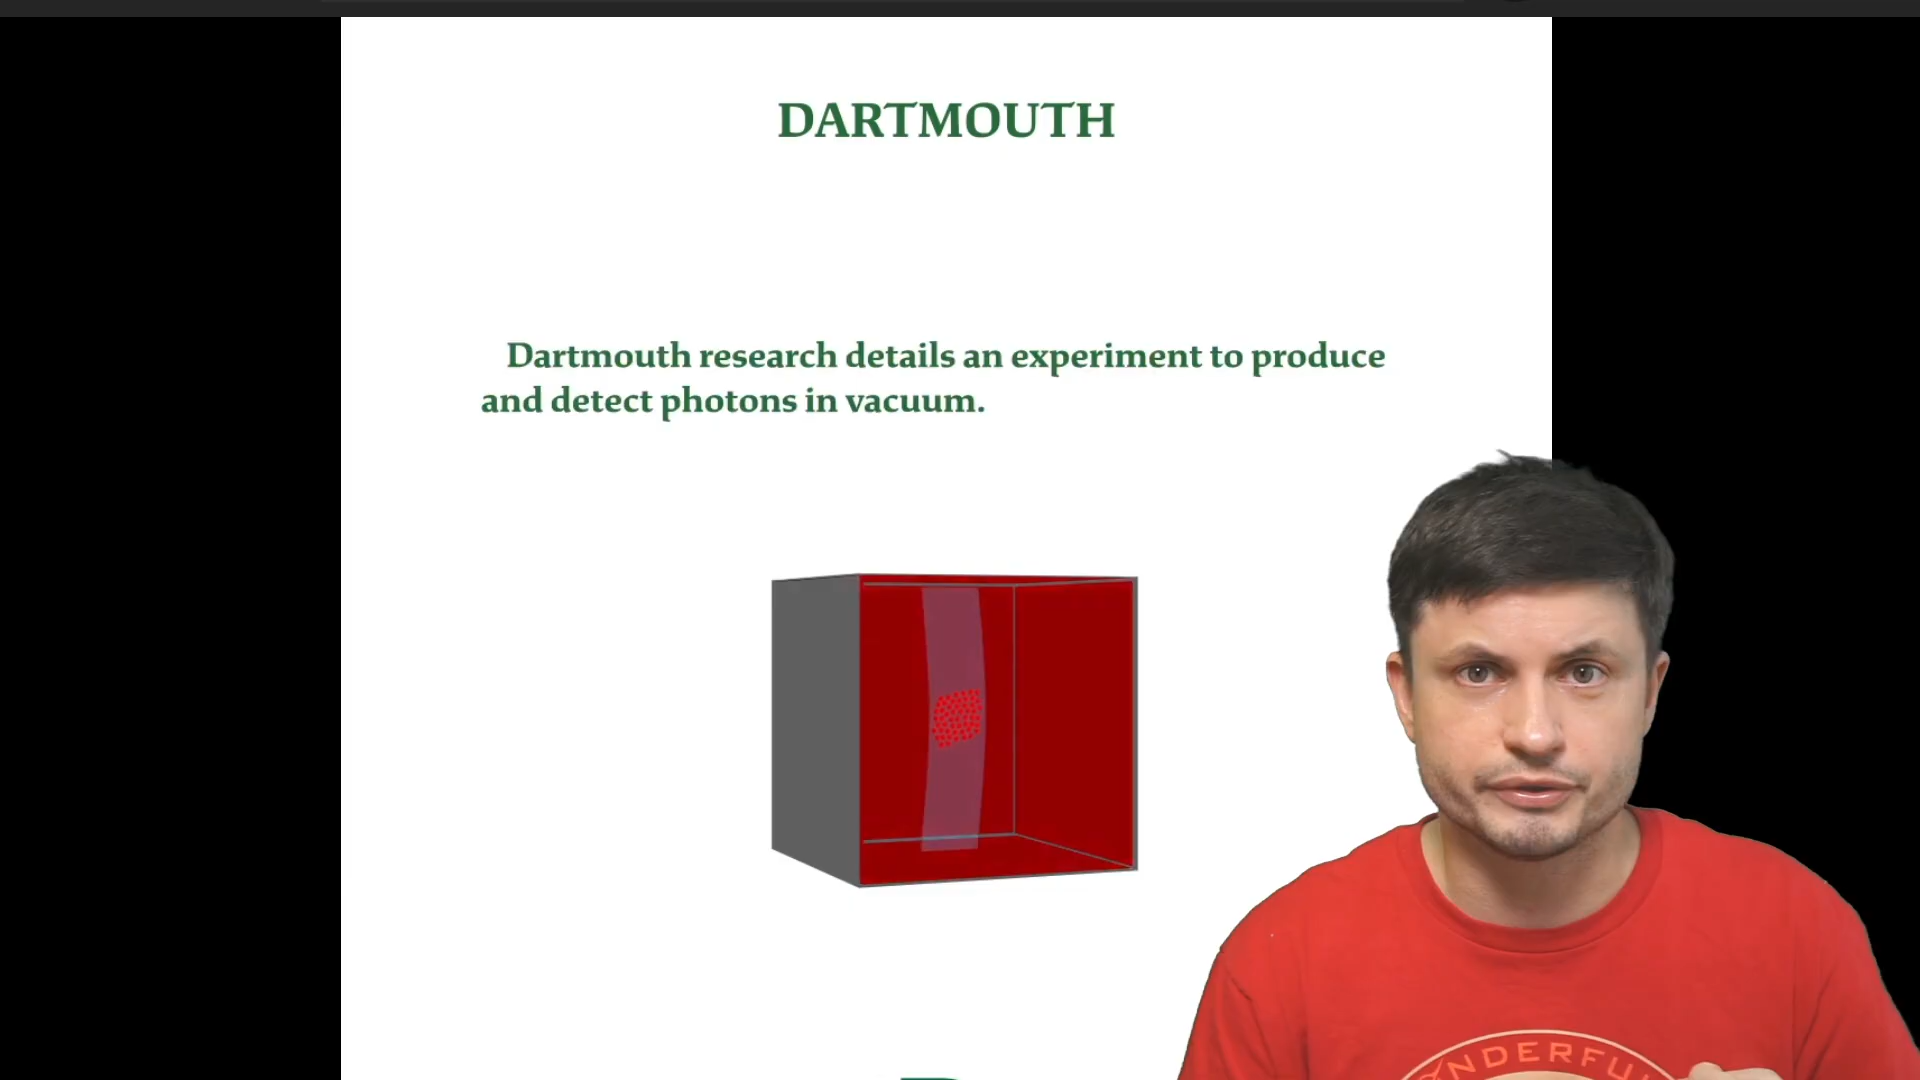 DARTMOUTH
Dartmouth research details an experiment to produce
and detect photons in vacuum.